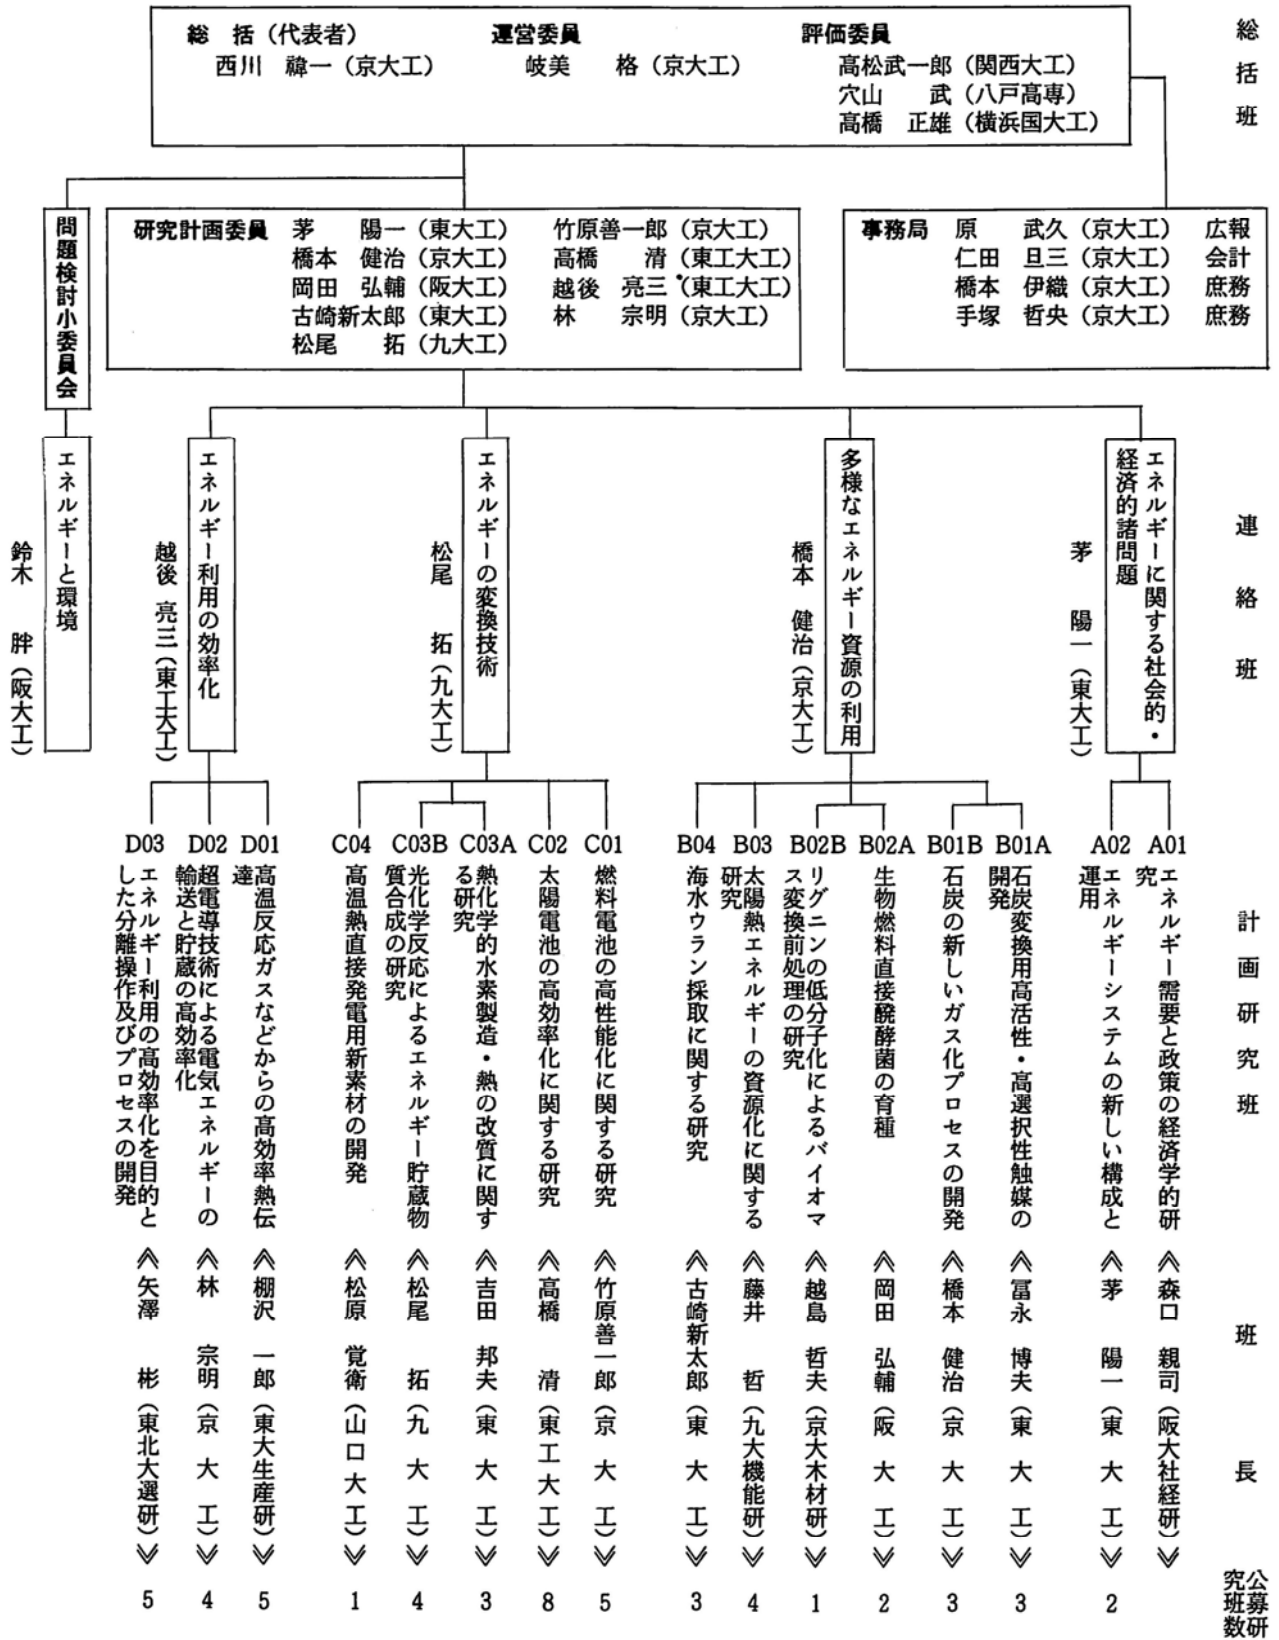 総括班
総 括（代表者）
西川 禕一（京大工）
運営委員
岐美 格（京大工）
評価委員
高松武一郎（関西大工）
穴山 武（八戸高専）
高橋 正雄（横浜国大工）
問題検討小委員会
研究計画委員
茅 陽一（東大工）
橋本 健治（京大工）
岡田 弘輔（阪大工）
古崎新太郎（東大工）
松尾 拓（九大工）
竹原善一郎（京大工）
高橋 清（東工大工）
越後 亮三（東工大工）
林 宗明（京大工）
事務局
原 武久（京大工） 広報
仁田 旦三（京大工） 会計
橋本 伊織（京大工） 庶務
手塚 哲央（京大工） 庶務
連絡班
エネルギーに関する社会的・
経済的諸問題
茅 陽一（東大工）
多様なエネルギー資源の利用
橋本 健治（京大工）
エネルギーの変換技術
松尾 拓（九大工）
エネルギー利用の効率化
越後 亮三（東工大工）
エネルギーと環境
鈴木 胖（阪大工）
計画研究班
班長
公募研
究班数
A01
エネルギー需要と政策の経済学的研
究
≪森口 親司（阪大社経研）≫
A02
エネルギーシステムの新しい構成と
運用
≪茅 陽一（東大工）≫
2
B01A
石炭変換用高活性・高選択性触媒の
開発
≪冨永 博夫（東大工）≫
3
B01B
石炭の新しいガス化プロセスの開発
≪橋本 健治（京大工）≫
3
B02A
生物燃料直接醗酵菌の育種
≪岡田 弘輔（阪大工）≫
2
B02B
リグニンの低分子化によるバイオマ
ス変換前処理の研究
≪越島 哲夫（京大木材研）≫
1
B03
太陽熱エネルギーの資源化に関する
研究
≪藤井 哲（九大機能研）≫
4
B04
海水ウラン採取に関する研究
≪古崎新太郎（東大工）≫
3
C01
燃料電池の高性能化に関する研究
≪竹原善一郎（京大工）≫
5
C02
太陽電池の高効率化に関する研究
≪高橋 清（東工大工）≫
8
C03A
熱化学的水素製造・熱の改質に関す
る研究
≪吉田 邦夫（東大工）≫
3
C03B
光化学反応によるエネルギー貯蔵物
質合成の研究
≪松尾 拓（九大工）≫
4
C04
高温熱直接発電用新素材の開発
≪松原 覚衛（山口大工）≫
1
D01
高温反応ガスなどからの高効率熱伝
達
≪棚沢 一郎（東大生産研）≫
5
D02
超電導技術による電気エネルギーの
輸送と貯蔵の高効率化
≪林 宗明（京大工）≫
4
D03
エネルギー利用の高効率化を目的と
した分離操作及びプロセスの開発
≪矢澤 彬（東北大選研）≫
5